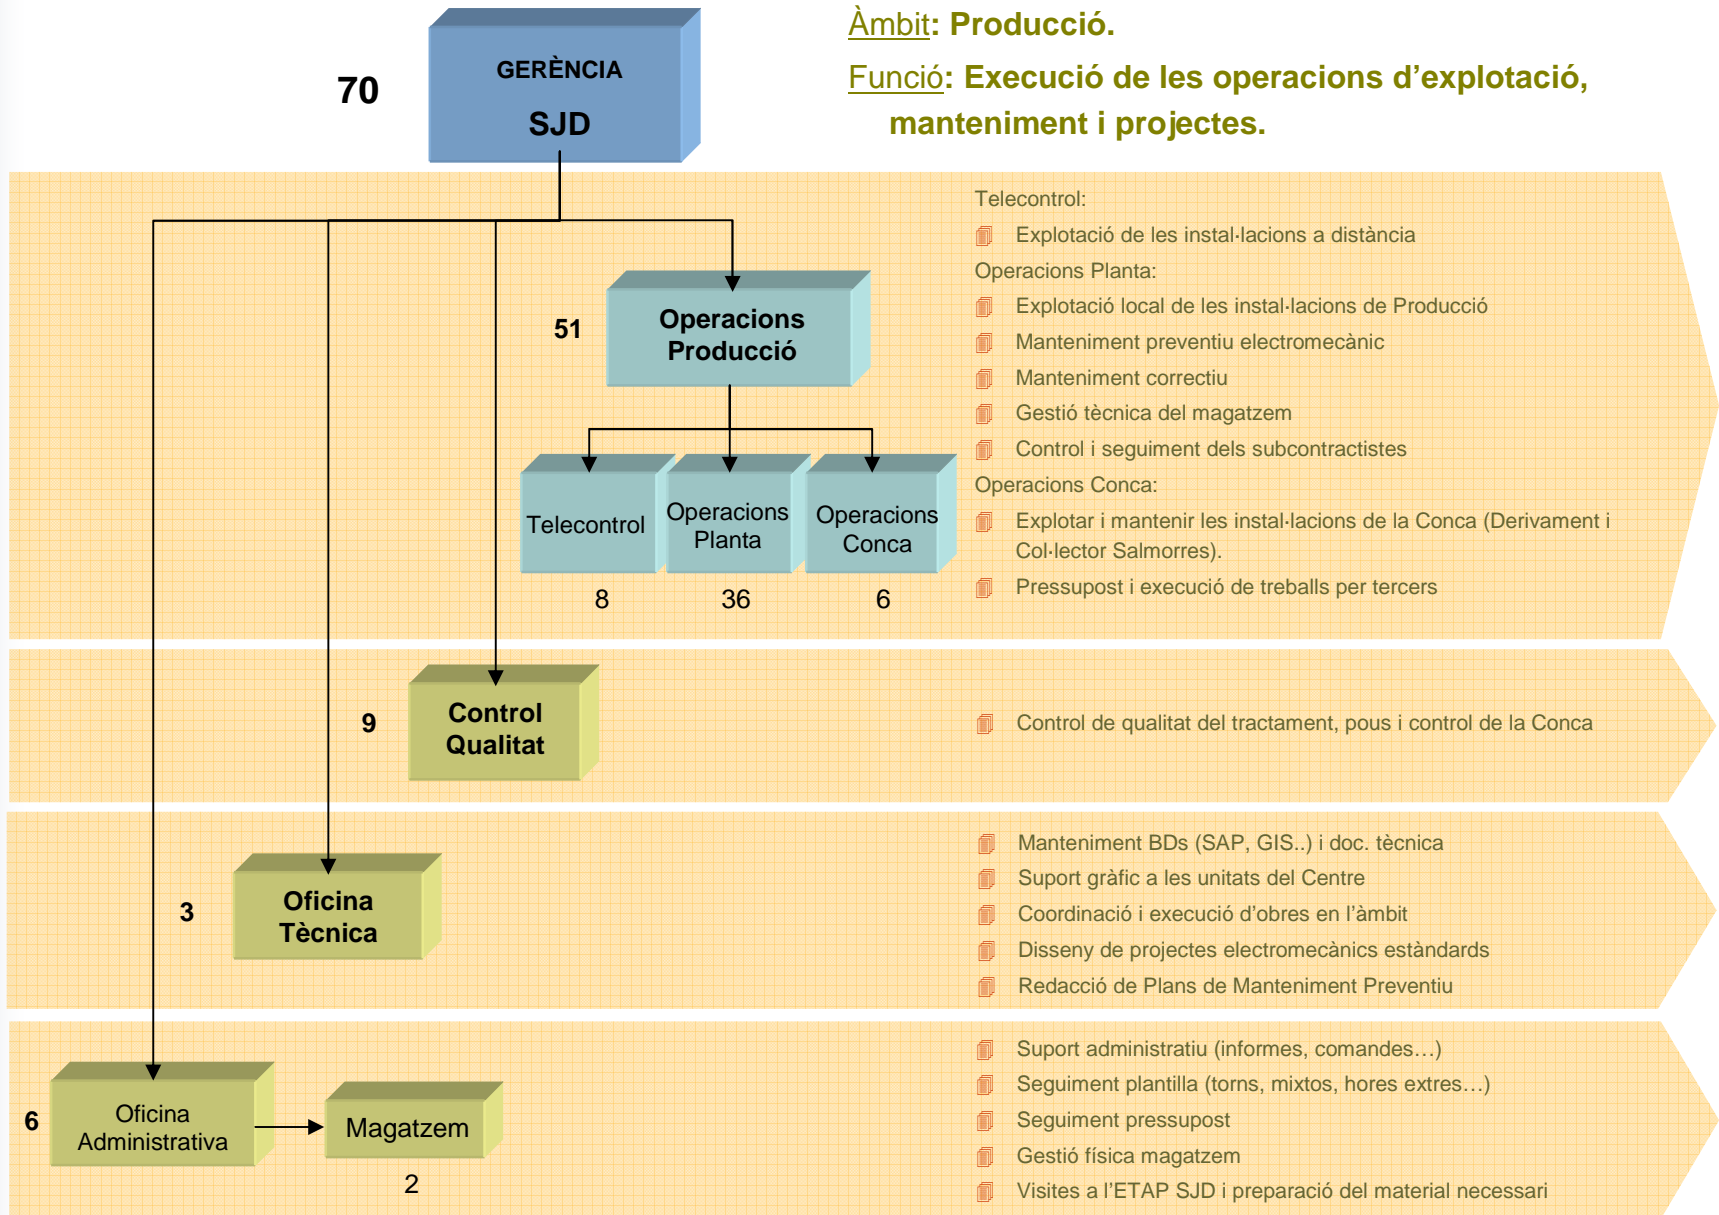 Àmbit: Producció.
Funció: Execució de les operacions d'explotació,
manteniment i projectes.
70
GERÈNCIA
SJD
51
Operacions
Producció
Telecontrol
Operacions
Planta
Operacions
Conca
8
36
6
Telecontrol:
Explotació de les instal·lacions a distància
Operacions Planta:
Explotació local de les instal·lacions de Producció
Manteniment preventiu electromecànic
Manteniment correctiu
Gestió tècnica del magatzem
Control i seguiment dels subcontractistes
Operacions Conca:
Explotar i mantenir les instal·lacions de la Conca (Derivament i
Col·lector Salmorres).
Pressupost i execució de treballs per tercers
9
Control
Qualitat
Control de qualitat del tractament, pous i control de la Conca
3
Oficina
Tècnica
Manteniment BDs (SAP, GIS..) i doc. tècnica
Suport gràfic a les unitats del Centre
Coordinació i execució d'obres en l'àmbit
Disseny de projectes electromecànics estàndards
Redacció de Plans de Manteniment Preventiu
6
Oficina
Administrativa
Magatzem
2
Suport administratiu (informes, comandes…)
Seguiment plantilla (torns, mixtos, hores extres…)
Seguiment pressupost
Gestió física magatzem
Visites a l'ETAP SJD i preparació del material necessari